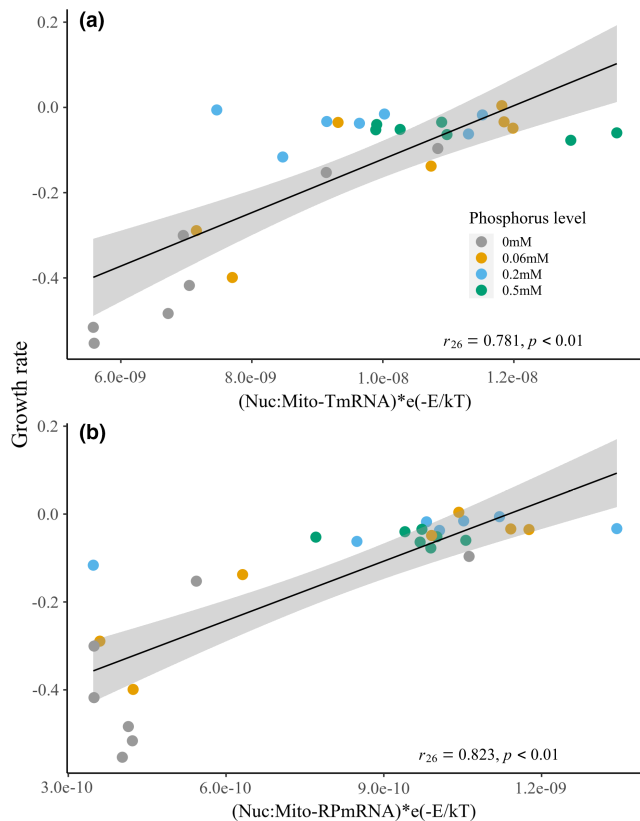 (a)
0.2
0.0
-0.2
-0.4
Phosphorus level
0mM
0.06mM
0.2mM
0.5mM
r26 = 0.781, p < 0.01
6.0e-09 8.0e-09 1.0e-08 1.2e-08
(Nuc:Mito-TmRNA)*e(-E/kT)
Growth rate
(b)
0.2
0.0
-0.2
-0.4
r26 = 0.823, p < 0.01
3.0e-10 6.0e-10 9.0e-10 1.2e-09
(Nuc:Mito-RPmRNA)*e(-E/kT)